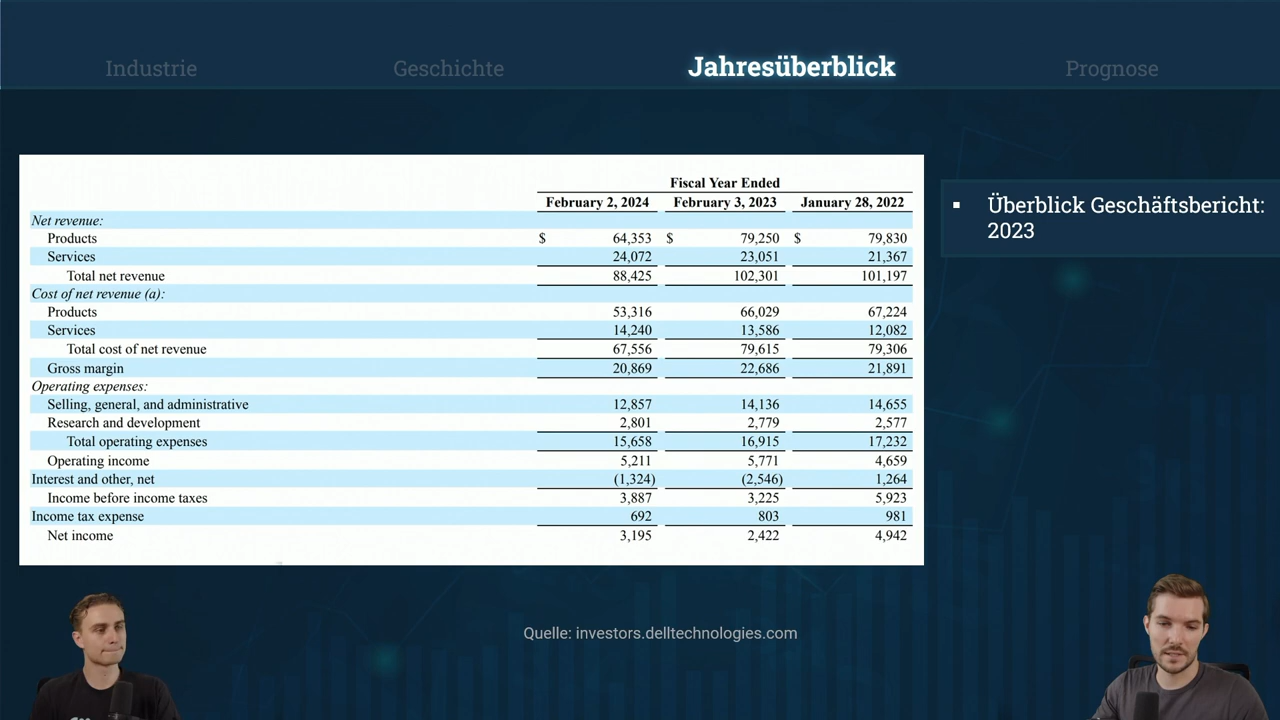 Industrie Geschichte Jahresüberblick Prognose
Fiscal Year Ended
February 2, 2024 February 3, 2023 January 28, 2022
Net revenue:
Products $ 64,353 $ 79,250 $ 79,830
Services 24,072 23,051 21,367
Total net revenue 88,425 102,301 101,197
Cost of net revenue (a):
Products 53,316 66,029 67,224
Services 14,240 13,586 12,082
Total cost of net revenue 67,556 79,615 79,306
Gross margin 20,869 22,686 21,891
Operating expenses:
Selling, general, and administrative 12,857 14,136 14,655
Research and development 2,801 2,779 2,577
Total operating expenses 15,658 16,915 17,232
Operating income 5,211 5,771 4,659
Interest and other, net (1,324) (2,546) 1,264
Income before income taxes 3,887 3,225 5,923
Income tax expense 692 803 981
Net income 3,195 2,422 4,942
▪ Überblick Geschäftsbericht:
2023
Quelle: investors.delltechnologies.com